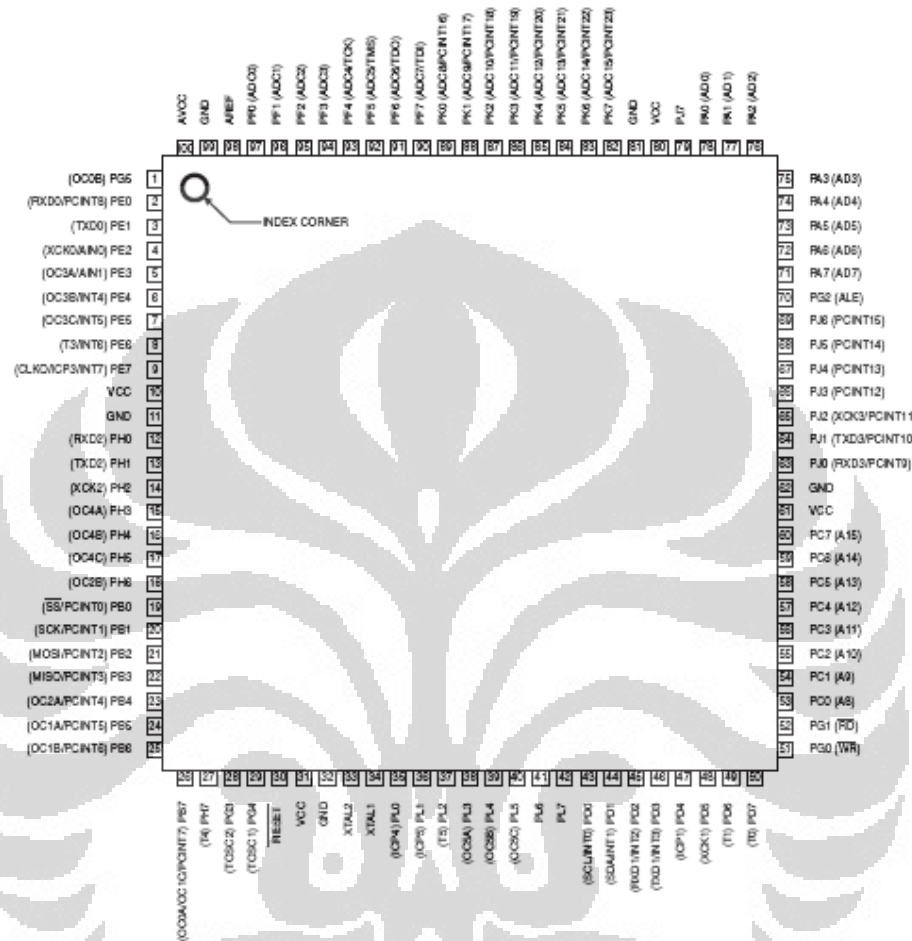 AVCC
GND
AREF
PF0 (ADC0)
PF1 (ADC1)
PF2 (ADC2)
PF3 (ADC3)
PF4 (ADC4/TCK)
PF5 (ADC5/TMS)
PF6 (ADC6/TDO)
PF7 (ADC7/TDI)
PK0 (ADC8/PCINT16)
PK1 (ADC9/PCINT17)
PK2 (ADC10/PCINT18)
PK3 (ADC11/PCINT19)
PK4 (ADC12/PCINT20)
PK5 (ADC13/PCINT21)
PK6 (ADC14/PCINT22)
PK7 (ADC15/PCINT23)
GND
VCC
PJ7
PA0 (AD0)
PA1 (AD1)
PA2 (AD2)
100 99 98 97 96 95 94 93 92 91 90 89 88 87 86 85 84 83 82 81 80 79 78 77 76
INDEX CORNER
(OC0B) PG5 1
(RXD0/PCINT8) PE0 2
(TXD0) PE1 3
(XCK0/AIN0) PE2 4
(OC3A/AIN1) PE3 5
(OC3B/INT4) PE4 6
(OC3C/INT5) PE5 7
(T3/INT6) PE6 8
(CLKO/ICP3/INT7) PE7 9
VCC 10
GND 11
(RXD2) PH0 12
(TXD2) PH1 13
(XCK2) PH2 14
(OC4A) PH3 15
(OC4B) PH4 16
(OC4C) PH5 17
(OC2B) PH6 18
(SS/PCINT0) PB0 19
(SCK/PCINT1) PB1 20
(MOSI/PCINT2) PB2 21
(MISO/PCINT3) PB3 22
(OC2A/PCINT4) PB4 23
(OC1A/PCINT5) PB5 24
(OC1B/PCINT6) PB6 25
75 PA3 (AD3)
74 PA4 (AD4)
73 PA5 (AD5)
72 PA6 (AD6)
71 PA7 (AD7)
70 PG2 (ALE)
69 PJ6 (PCINT15)
68 PJ5 (PCINT14)
67 PJ4 (PCINT13)
66 PJ3 (PCINT12)
65 PJ2 (XCK3/PCINT11
64 PJ1 (TXD3/PCINT10
63 PJ0 (RXD3/PCINT9)
62 GND
61 VCC
60 PC7 (A15)
59 PC6 (A14)
58 PC5 (A13)
57 PC4 (A12)
56 PC3 (A11)
55 PC2 (A10)
54 PC1 (A9)
53 PC0 (A8)
52 PG1 (RD)
51 PG0 (WR)
26 27 28 29 30 31 32 33 34 35 36 37 38 39 40 41 42 43 44 45 46 47 48 49 50
(OC0A/OC1C/PCINT7) PB7
(T4) PH7
(TOSC2) PG3
(TOSC1) PG4
RESET
VCC
GND
XTAL2
XTAL1
(ICP4) PL0
(ICP5) PL1
(T5) PL2
(OC5A) PL3
(OC5B) PL4
(OC5C) PL5
PL6
PL7
(SCL/INT0) PD0
(SDA/INT1) PD1
(RXD1/INT2) PD2
(TXD1/INT3) PD3
(ICP1) PD4
(XCK1) PD5
(T1) PD6
(T0) PD7